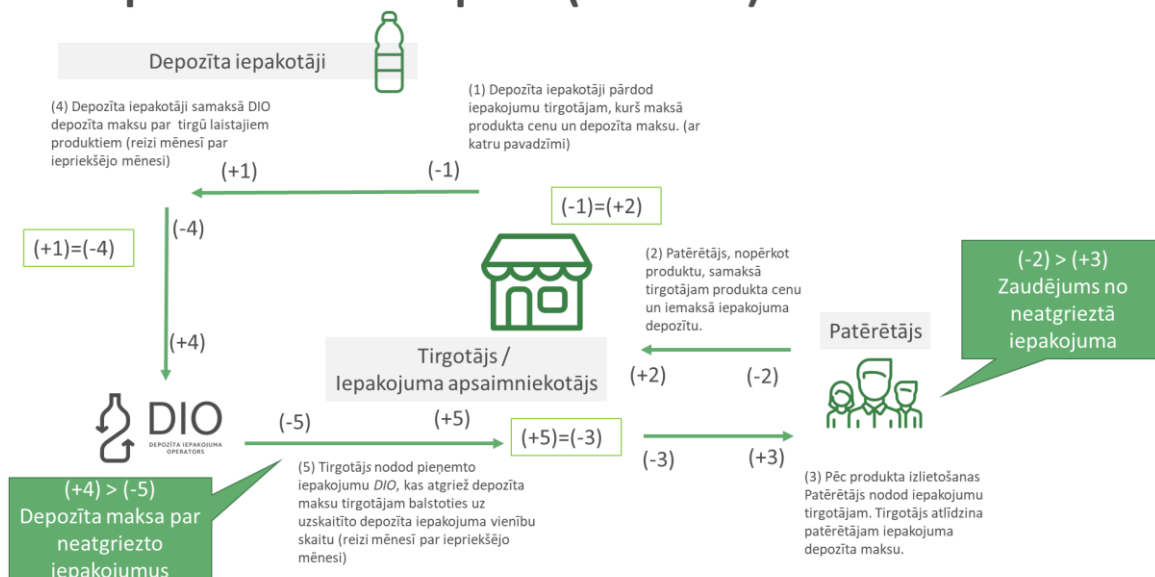 Depozīta iepakotāji
(4) Depozīta iepakotāji samaksā DIO
depozīta maksu par tirgū laistajiem
produktiem (reizi mēnesī par
iepriekšējo mēnesi)
(1) Depozīta iepakotāji pārdod
iepakojumu tirgotājam, kurš maksā
produkta cenu un depozīta maksu. (ar
katru pavadzīmi)
(+1)
(-1)
(-1)=(+2)
(+1)=(-4)
(-4)
(2) Patērētājs, nopērkot
produktu, samaksā
tirgotājam produkta cenu
un iemaksā iepakojuma
depozītu.
(-2) > (+3)
Zaudējums no
neatgrieztā
iepakojuma
Patērētājs
(+4)
Tirgotājs /
Iepakojuma apsaimniekotājs
(+2)
(-2)
DIO
DEPOZĪTA IEPAKOJUMA
OPERATORS
(-5)
(+5)
(+5)=(-3)
(-3)
(+3)
(5) Tirgotājs nodod pieņemto
iepakojumu DIO, kas atgriež depozīta
maksu tirgotājam balstoties uz
uzskaitīto depozīta iepakojuma vienību
skaitu (reizi mēnesī par iepriekšējo
mēnesi)
(3) Pēc produkta izlietošanas
Patērētājs nodod iepakojumu
tirgotājam. Tirgotājs atlīdzina
patērētājam iepakojuma
depozīta maksu.
(+4) > (-5)
Depozīta maksa par
neatgriezto
iepakojumus